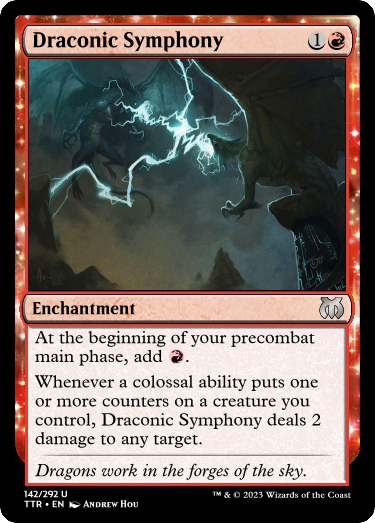 Draconic Symphony 1
Enchantment
At the beginning of your precombat
main phase, add .
Whenever a colossal ability puts one
or more counters on a creature you
control, Draconic Symphony deals 2
damage to any target.
Dragons work in the forges of the sky.
142/292 U
TTR • EN Andrew Hou
™ & © 2023 Wizards of the Coast